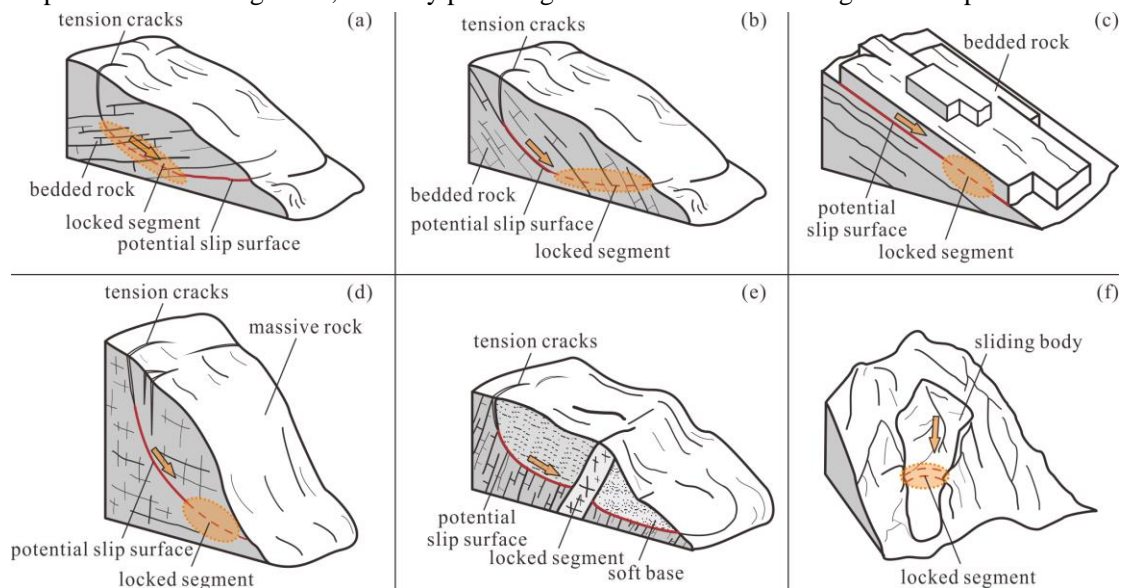 (a)
tension cracks
bedded rock
locked segment
potential slip surface
(b)
tension cracks
bedded rock
potential slip surface
locked segment
(c)
bedded rock
potential
slip surface
locked segment
(d)
tension cracks
massive rock
potential slip surface
locked segment
(e)
tension cracks
potential
slip surface
locked segment
soft base
(f)
sliding body
locked segment